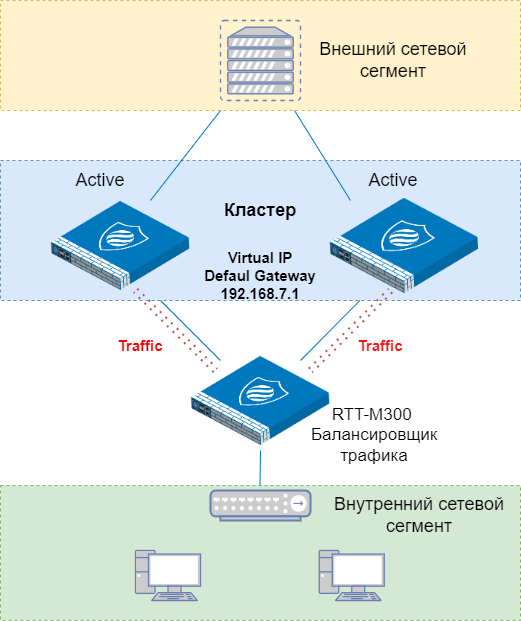 Внешний сетевой
сегмент
Active
Active
Кластер
Virtual IP
Defaul Gateway
192.168.7.1
Traffic
Traffic
RTT-M300
Балансировщик
трафика
Внутренний сетевой
сегмент